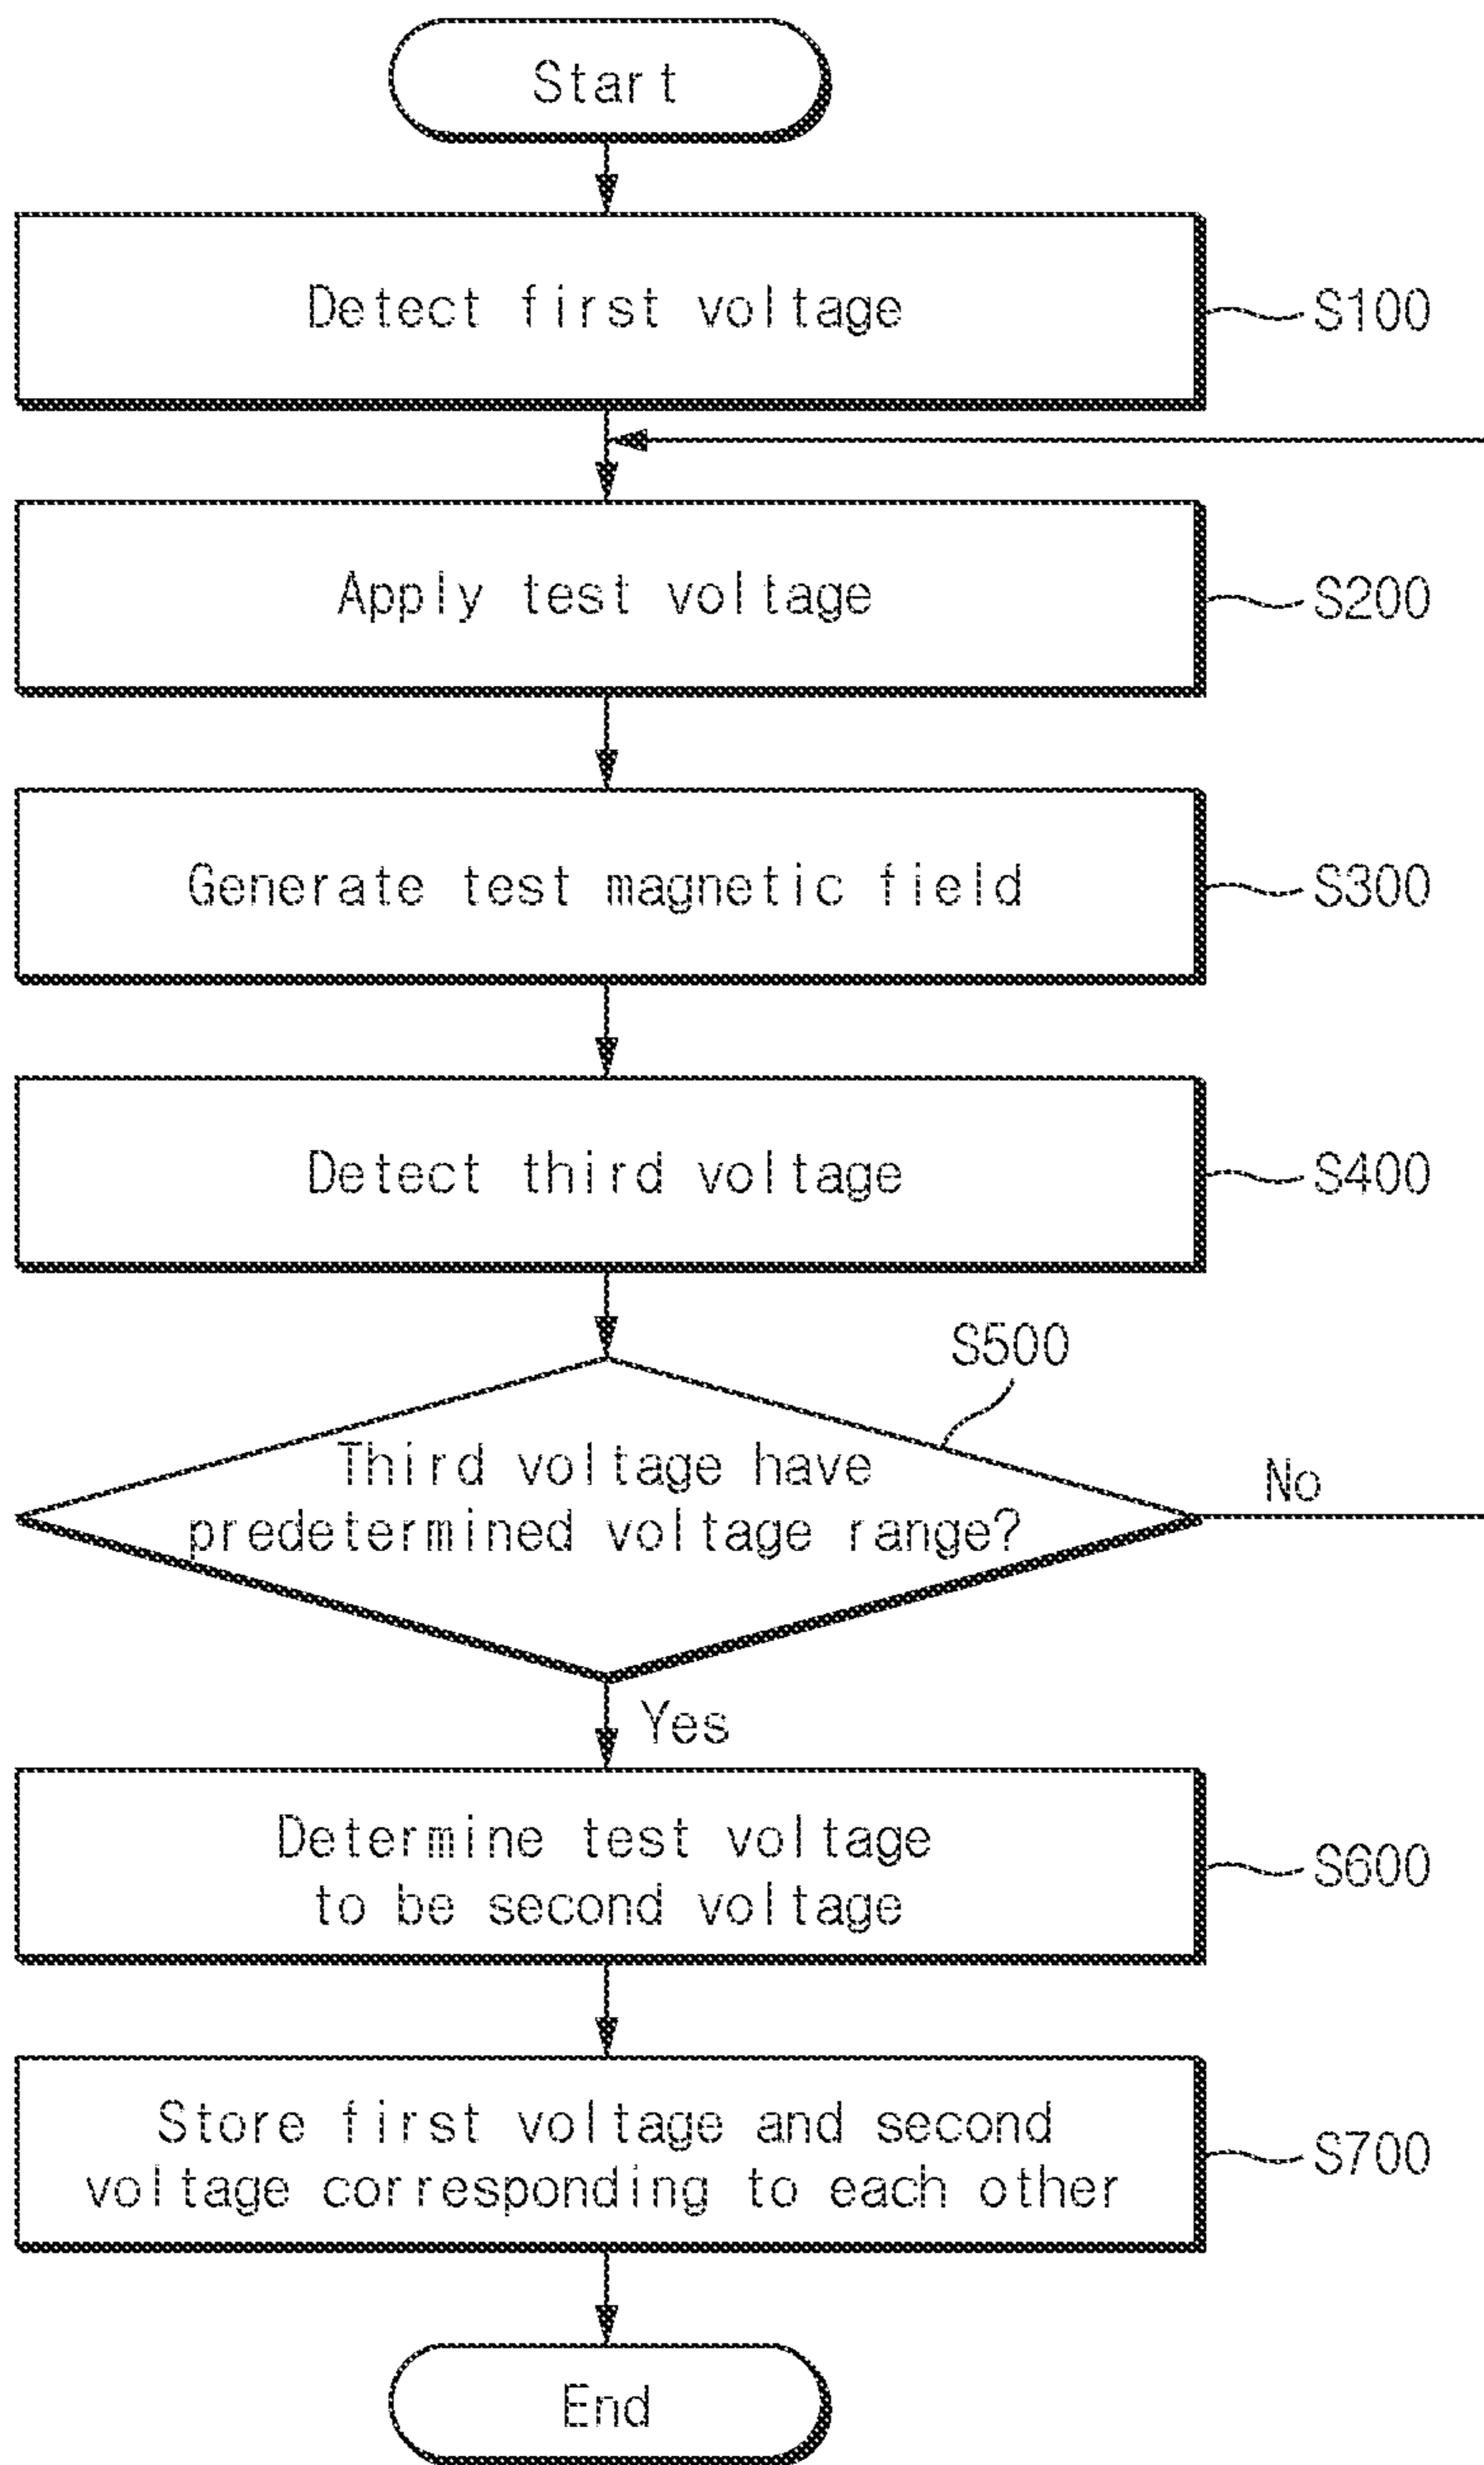 Start
Detect first voltage
S100
Apply test voltage
S200
Generate test magnetic field
S300
Detect third voltage
S400
S500
Third voltage have
predetermined voltage range?
No
Yes
Determine test voltage
to be second voltage
S600
Store first voltage and second
voltage corresponding to each other
S700
End